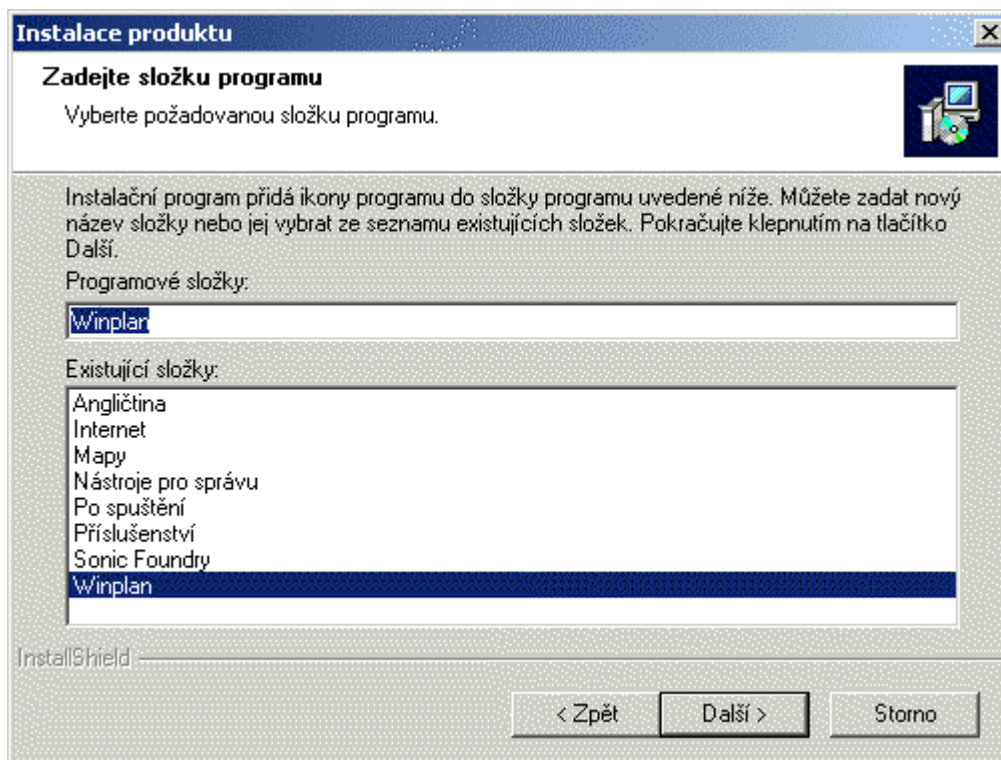 Instalace produktu
Zadejte složku programu
Vyberte požadovanou složku programu.
Instalační program přidá ikony programu do složky programu uvedené níže. Můžete zadat nový
název složky nebo jej vybrat ze seznamu existujících složek. Pokračujte klepnutím na tlačítko
Další.
Programové složky:
Winplan
Existující složky:
Angličtina
Internet
Mapy
Nástroje pro správu
Po spuštění
Příslušenství
Sonic Foundry
Winplan
InstallShield
< Zpět
Další >
Storno